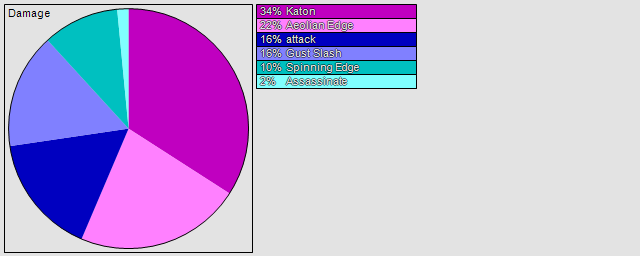 Damage
34% Katon
22% Aeolian Edge
16% attack
16% Gust Slash
10% Spinning Edge
2% Assassinate